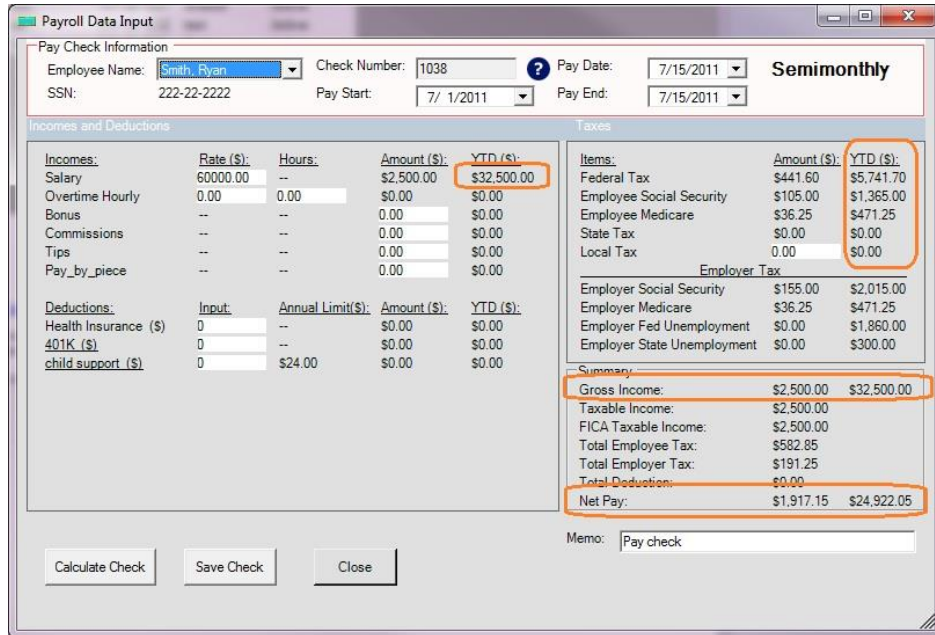 Payroll Data Input
Pay Check Information
Employee Name: Smith, Ryan Check Number: 1038 ? Pay Date: 7/15/2011 Semimonthly
SSN: 222-22-2222 Pay Start: 7/ 1/2011 Pay End: 7/15/2011
Incomes and Deductions
Incomes: Rate ($): Hours: Amount ($): YTD ($):
Salary 60000.00 -- $2,500.00 $32,500.00
Overtime Hourly 0.00 0.00 $0.00 $0.00
Bonus -- -- 0.00 $0.00
Commissions -- -- 0.00 $0.00
Tips -- -- 0.00 $0.00
Pay_by_piece -- -- 0.00 $0.00
Deductions: Input: Annual Limit($): Amount ($): YTD ($):
Health Insurance ($) 0 -- $0.00 $0.00
401K ($) 0 -- $0.00 $0.00
child support ($) 0 $24.00 $0.00 $0.00
Taxes
Items: Amount ($): YTD ($):
Federal Tax $441.60 $5,741.70
Employee Social Security $105.00 $1,365.00
Employee Medicare $36.25 $471.25
State Tax $0.00 $0.00
Local Tax 0.00 $0.00
Employer Tax
Employer Social Security $155.00 $2,015.00
Employer Medicare $36.25 $471.25
Employer Fed Unemployment $0.00 $1,860.00
Employer State Unemployment $0.00 $300.00
Summary
Gross Income: $2,500.00 $32,500.00
Taxable Income: $2,500.00
FICA Taxable Income: $2,500.00
Total Employee Tax: $582.85
Total Employer Tax: $191.25
Total Deduction: $0.00
Net Pay: $1,917.15 $24,922.05
Memo: Pay check
Calculate Check Save Check Close